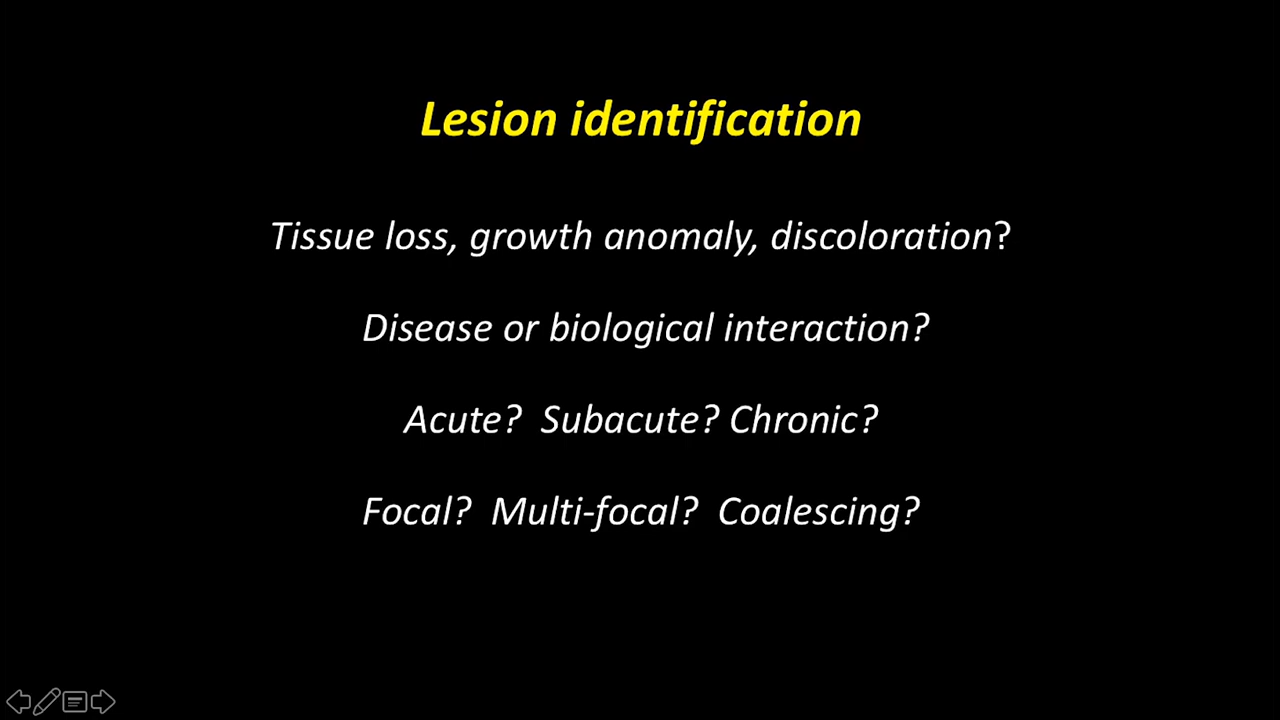 Lesion identification
Tissue loss, growth anomaly, discoloration?
Disease or biological interaction?
Acute?  Subacute? Chronic?
Focal?  Multi-focal?  Coalescing?